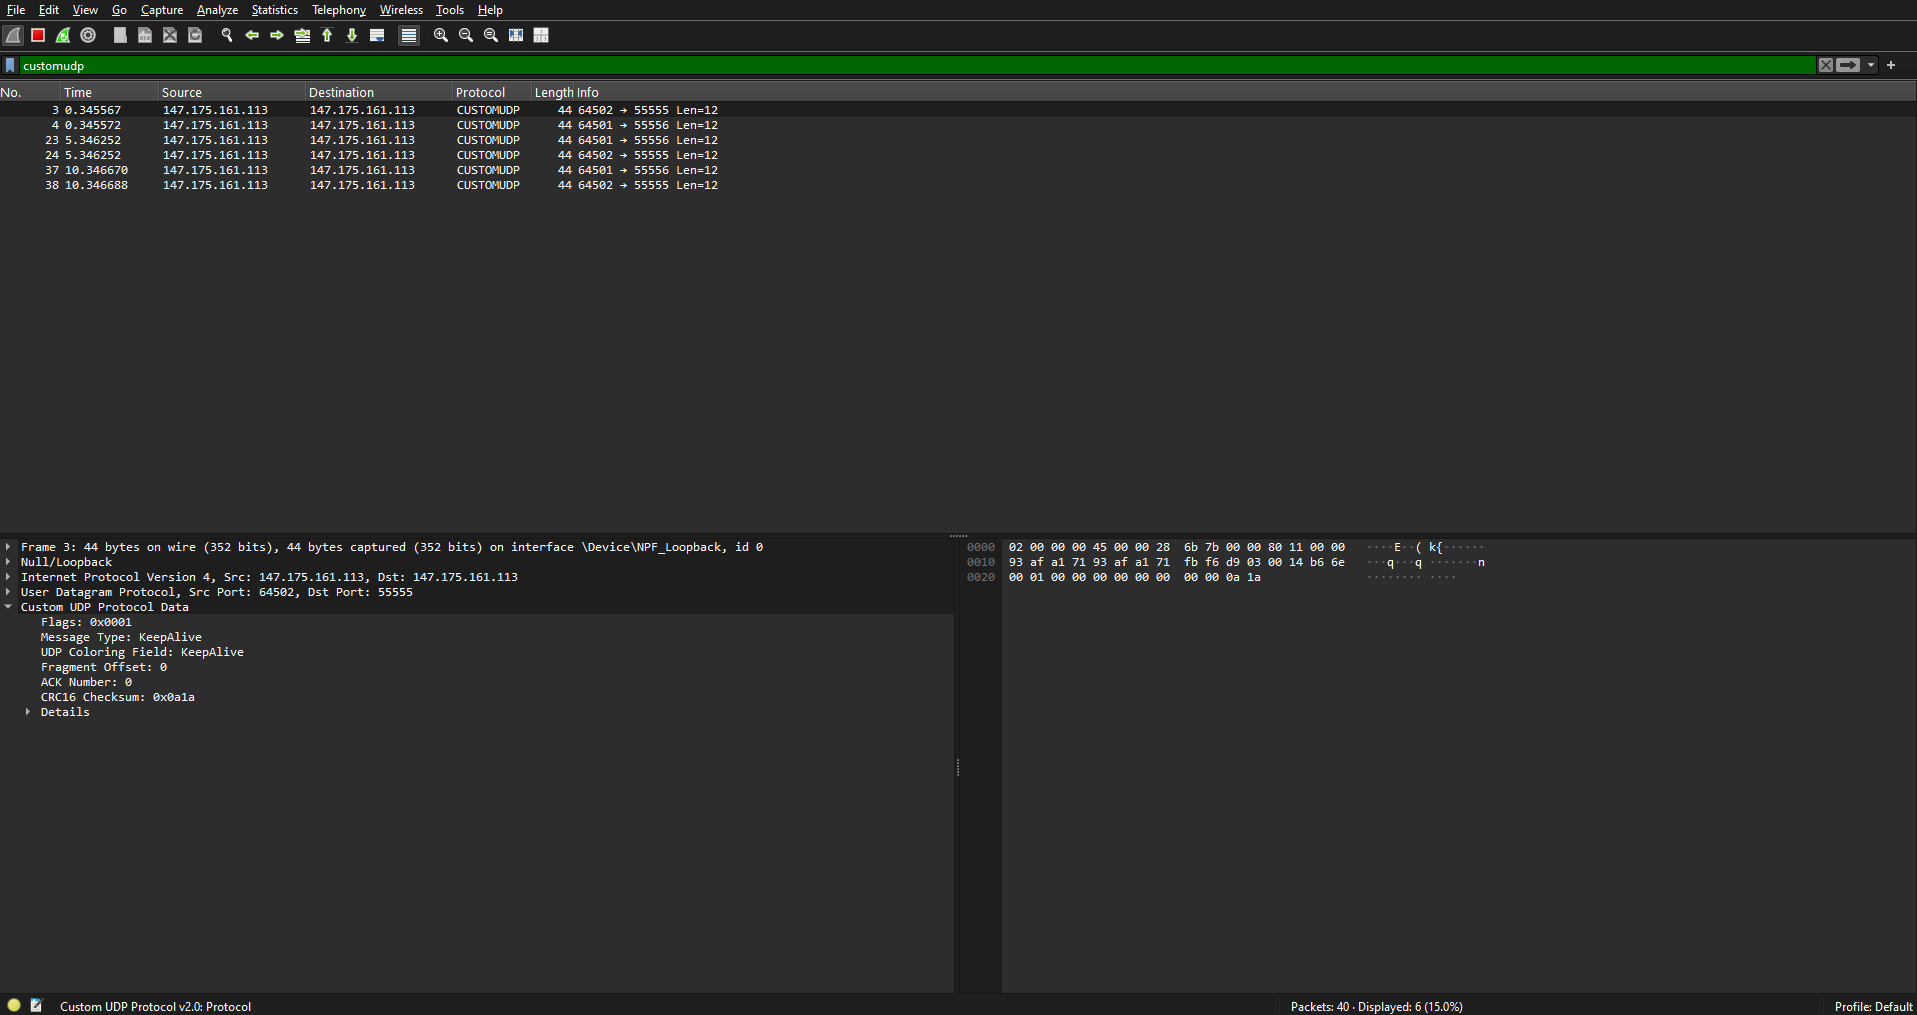 File Edit View Go Capture Analyze Statistics Telephony Wireless Tools Help
customudp
No. Time Source Destination Protocol Length Info
3 0.345567 147.175.161.113 147.175.161.113 CUSTOMUDP 44 64502 → 55555 Len=12
4 0.345572 147.175.161.113 147.175.161.113 CUSTOMUDP 44 64501 → 55556 Len=12
23 5.346252 147.175.161.113 147.175.161.113 CUSTOMUDP 44 64501 → 55556 Len=12
24 5.346252 147.175.161.113 147.175.161.113 CUSTOMUDP 44 64502 → 55555 Len=12
37 10.346670 147.175.161.113 147.175.161.113 CUSTOMUDP 44 64501 → 55556 Len=12
38 10.346688 147.175.161.113 147.175.161.113 CUSTOMUDP 44 64502 → 55555 Len=12
Frame 3: 44 bytes on wire (352 bits), 44 bytes captured (352 bits) on interface \Device\NPF_Loopback, id 0
Null/Loopback
Internet Protocol Version 4, Src: 147.175.161.113, Dst: 147.175.161.113
User Datagram Protocol, Src Port: 64502, Dst Port: 55555
Custom UDP Protocol Data
Flags: 0x0001
Message Type: KeepAlive
UDP Coloring Field: KeepAlive
Fragment Offset: 0
ACK Number: 0
CRC16 Checksum: 0x0a1a
Details
0000 02 00 00 00 45 00 00 28 6b 7b 00 00 80 11 00 00 ····E··( k{······
0010 93 af a1 71 93 af a1 71 fb f6 d9 03 00 14 b6 6e ···q···q ·······n
0020 00 01 00 00 00 00 00 00 00 00 0a 1a ········ ····
Custom UDP Protocol v2.0: Protocol
Packets: 40 · Displayed: 6 (15.0%)
Profile: Default